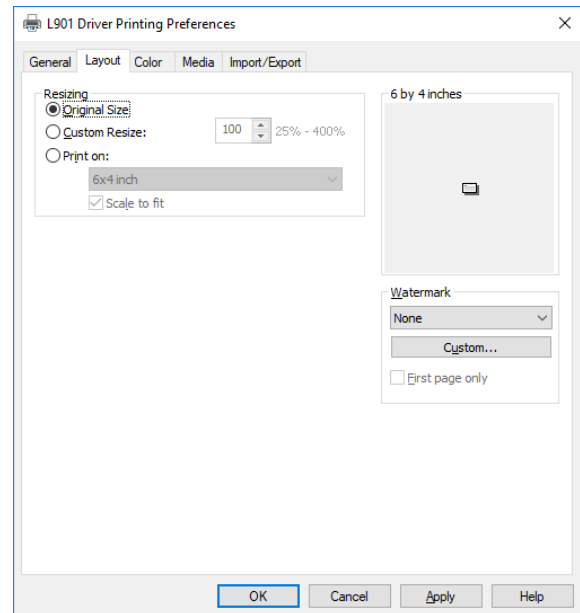 L901 Driver Printing Preferences
General Layout Color Media Import/Export
Resizing
Original Size
Custom Resize: 100 25% - 400%
Print on:
6x4 inch
Scale to fit
6 by 4 inches
Watermark
None
Custom...
First page only
OK Cancel Apply Help